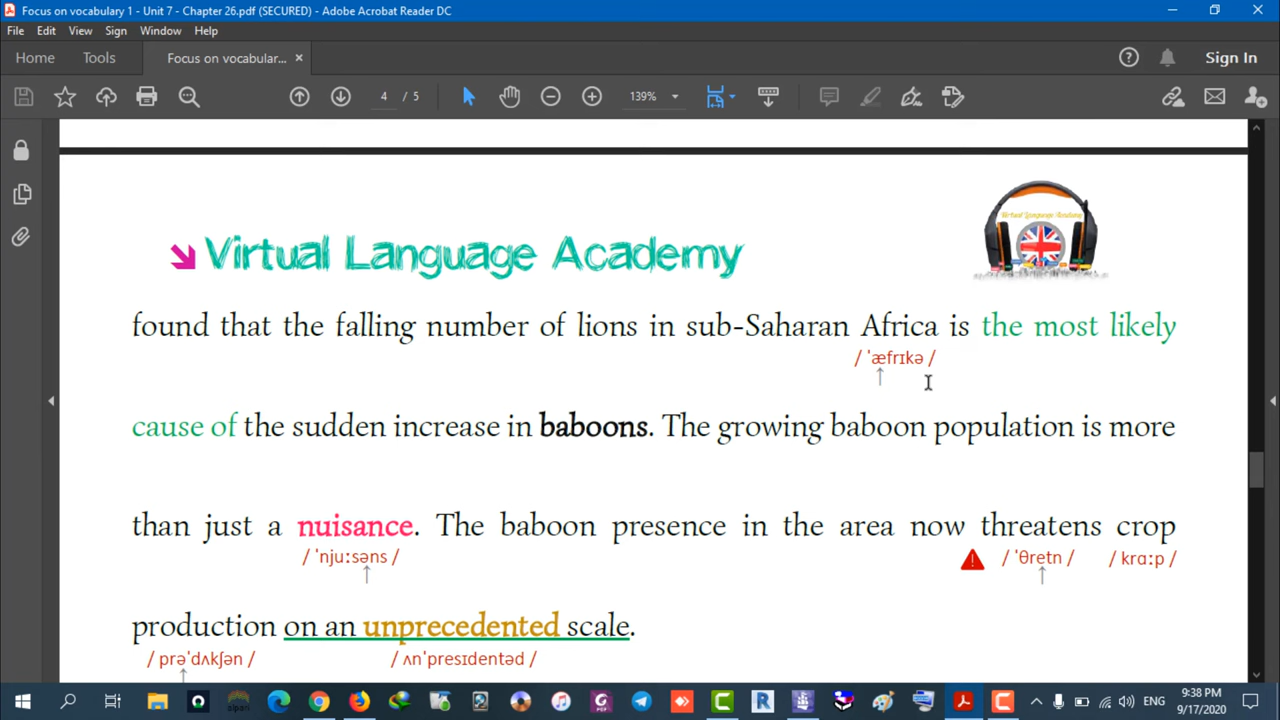 Focus on vocabulary 1 - Unit 7 - Chapter 26.pdf (SECURED) - Adobe Acrobat Reader DC
File Edit View Sign Window Help
Home Tools Focus on vocabular... × Sign In
4 / 5 139%
Virtual Language Academy
Virtual Language Academy
found that the falling number of lions in sub-Saharan Africa is the most likely
/ ˈæfrɪkə /
cause of the sudden increase in baboons. The growing baboon population is more
than just a nuisance. The baboon presence in the area now threatens crop
/ ˈnjuːsəns / / ˈθretn / / krɑːp /
production on an unprecedented scale.
/ prəˈdʌkʃən / / ʌnˈpresɪdentəd /
9:38 PM
ENG
9/17/2020